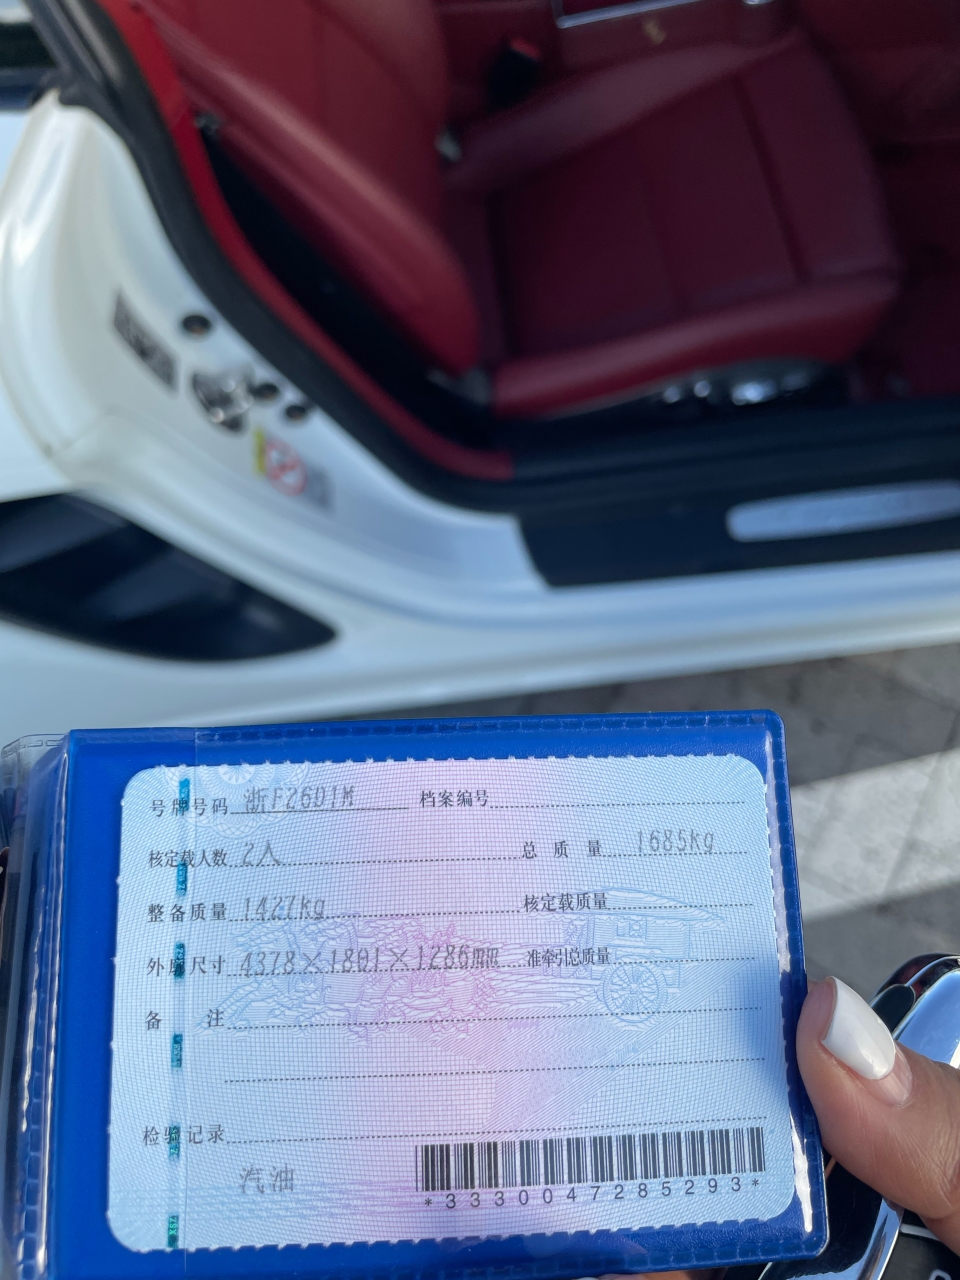 号牌号码 浙F26D1M 档案编号
核定载人数 2人 总质量 1685kg
整备质量 1427kg 核定载质量
外廓尺寸 4378×1801×1286mm 准牵引总质量
备注
检验记录
汽油
*3330047285293*